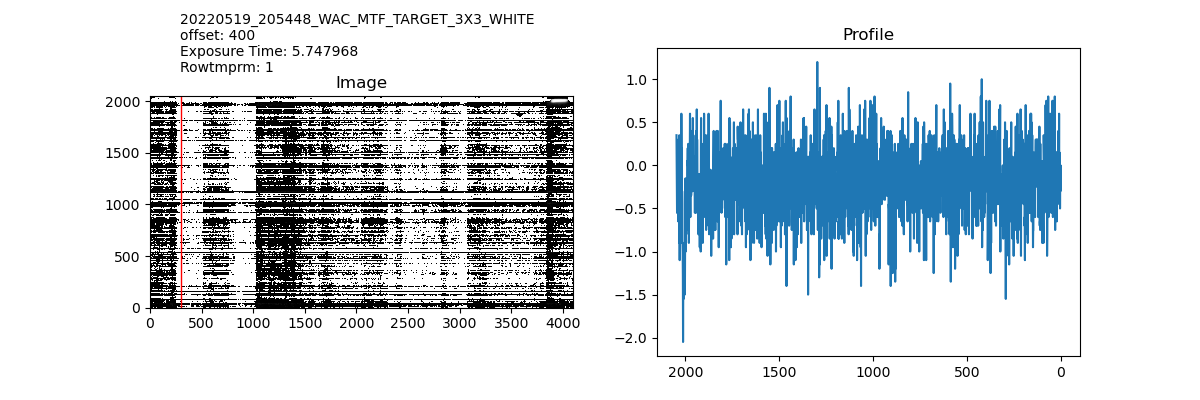 20220519_205448_WAC_MTF_TARGET_3X3_WHITE
offset: 400
Exposure Time: 5.747968
Rowtmprm: 1
Image
2000
1500
1000
500
0
0 500 1000 1500 2000 2500 3000 3500 4000
Profile
1.0
0.5
0.0
−0.5
−1.0
−1.5
−2.0
2000 1500 1000 500 0